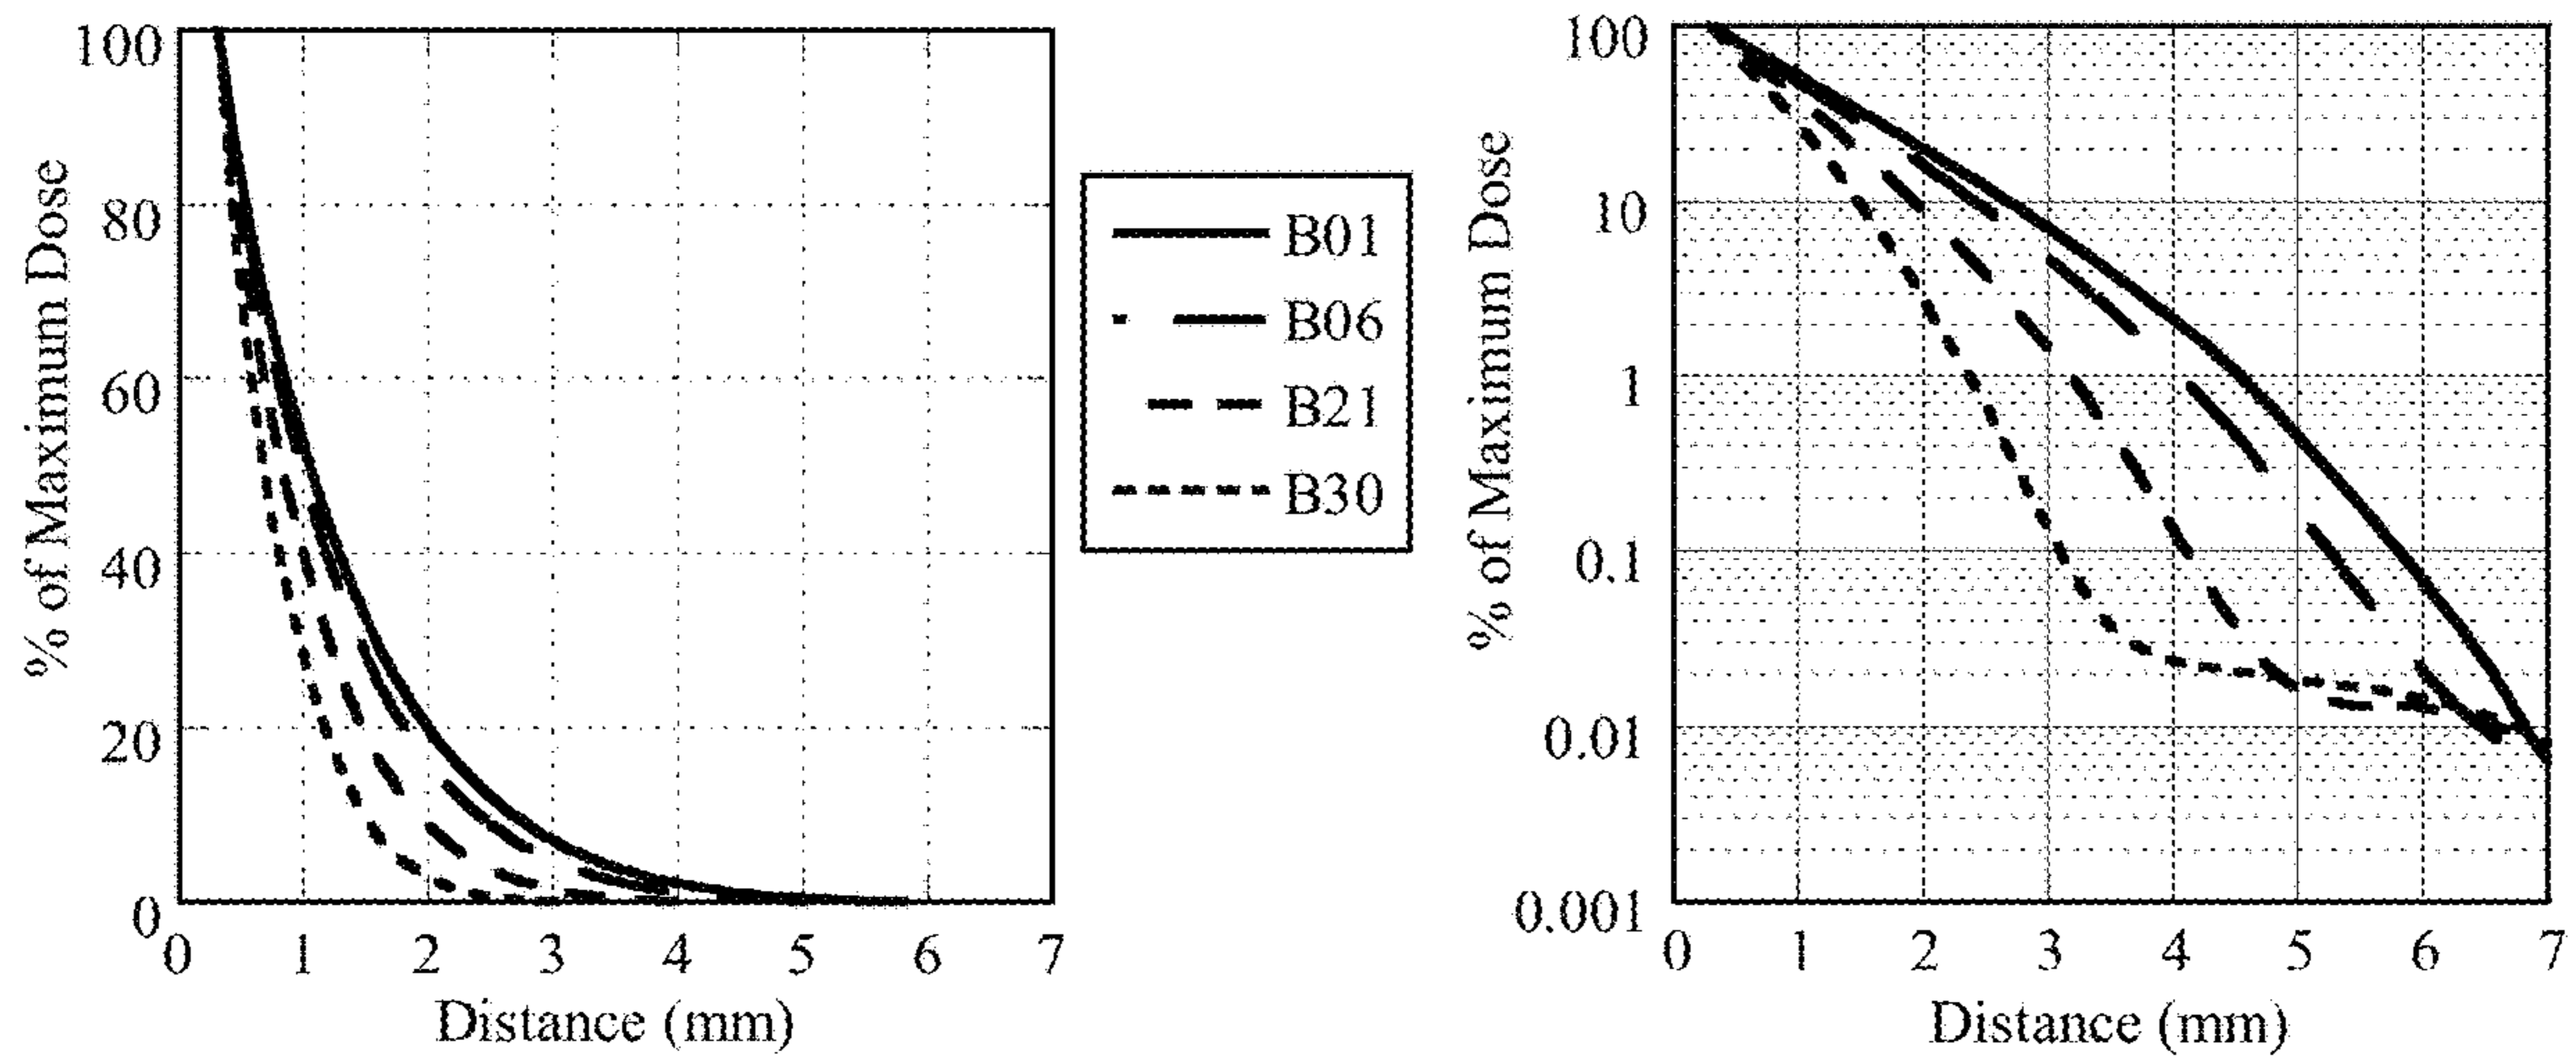 % of Maximum Dose
100
80
60
40
20
0
0 1 2 3 4 5 6 7
Distance (mm)
B01
B06
B21
B30
% of Maximum Dose
100
10
1
0.1
0.01
0.001
0 1 2 3 4 5 6 7
Distance (mm)